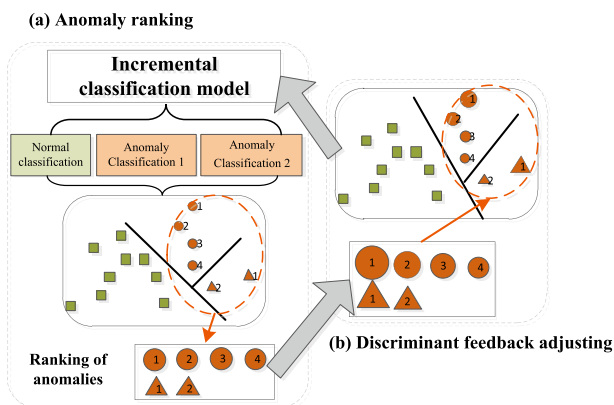 (a) Anomaly ranking
Incremental
classification model
Normal
classification
Anomaly
Classification 1
Anomaly
Classification 2
1
2
3
4
1
2
Ranking of
anomalies
1 2 3 4
1 2
1
2
3
4
1
2
1 2 3 4
1 2
(b) Discriminant feedback adjusting